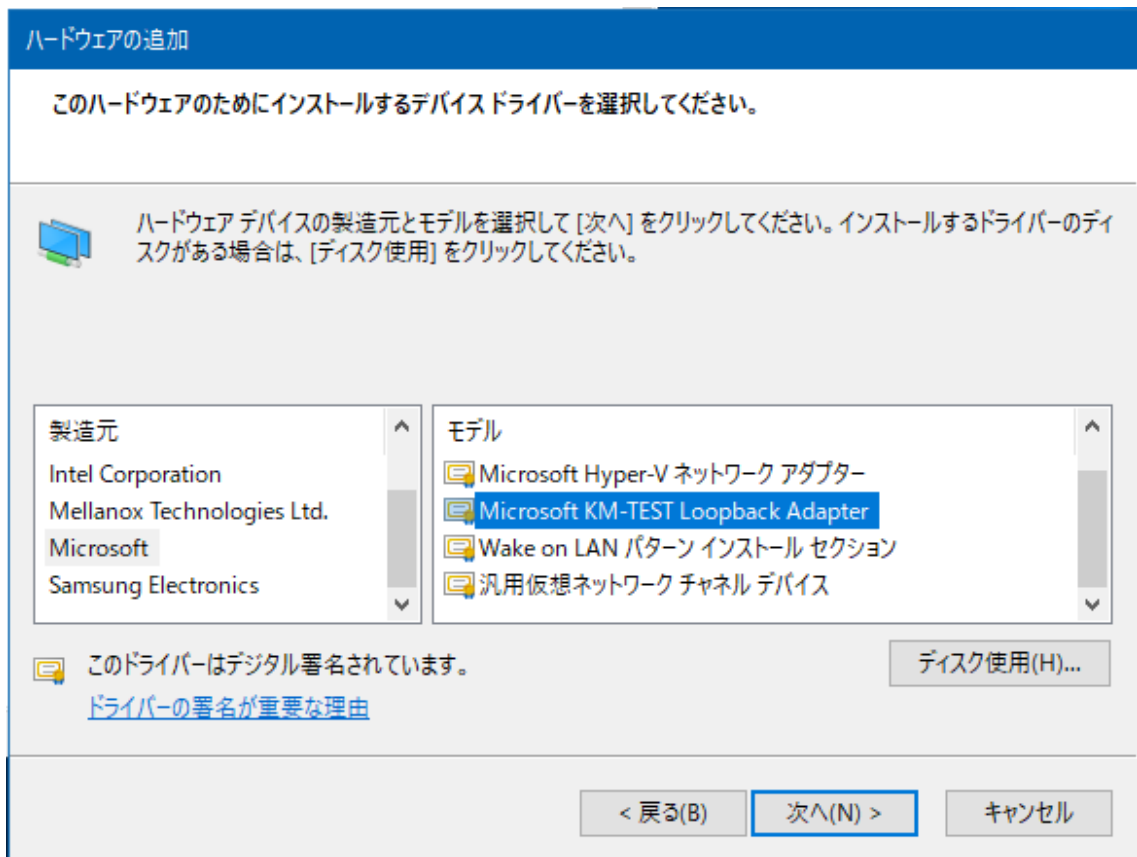 ハードウェアの追加
このハードウェアのためにインストールするデバイス ドライバーを選択してください。
ハードウェア デバイスの製造元とモデルを選択して [次へ] をクリックしてください。インストールするドライバーのディ
スクがある場合は、[ディスク使用] をクリックしてください。
製造元
Intel Corporation
Mellanox Technologies Ltd.
Microsoft
Samsung Electronics
モデル
Microsoft Hyper-V ネットワーク アダプター
Microsoft KM-TEST Loopback Adapter
Wake on LAN パターン インストール セクション
汎用仮想ネットワーク チャネル デバイス
このドライバーはデジタル署名されています。
ドライバーの署名が重要な理由
ディスク使用(H)...
< 戻る(B)
次へ(N) >
キャンセル